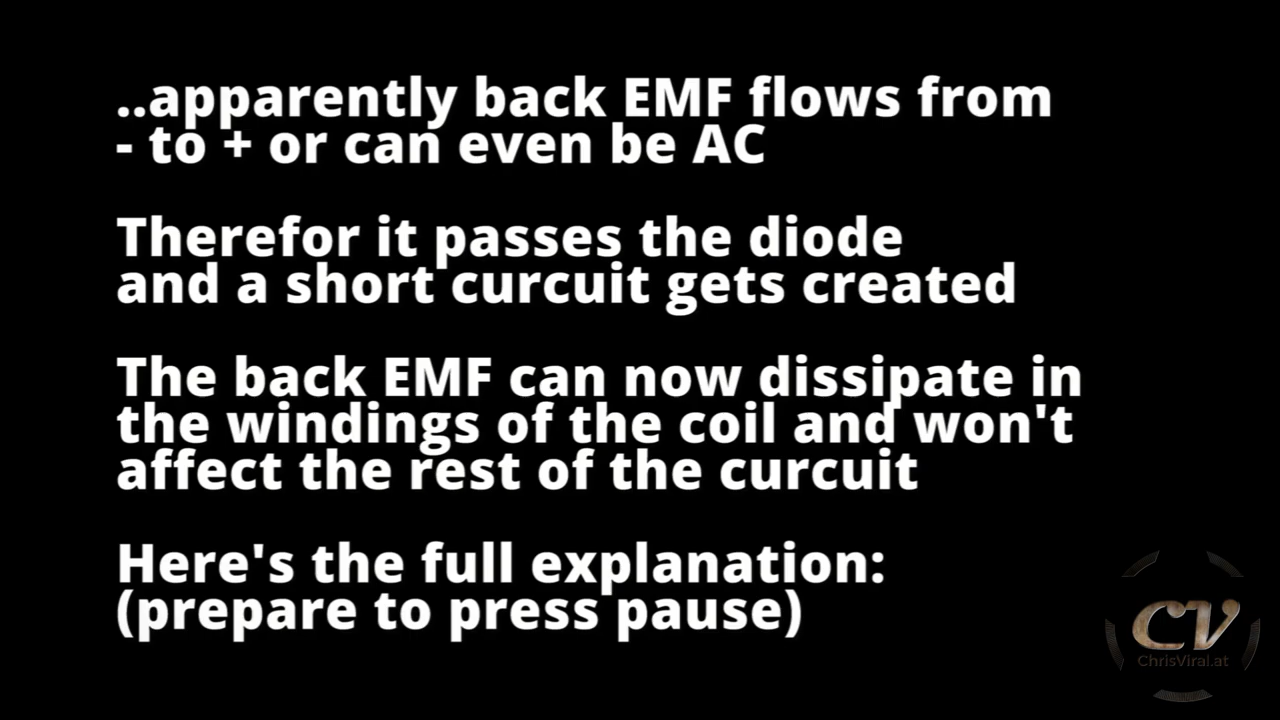 ..apparently back EMF flows from
- to + or can even be AC
Therefor it passes the diode
and a short curcuit gets created
The back EMF can now dissipate in
the windings of the coil and won't
affect the rest of the curcuit
Here's the full explanation:
(prepare to press pause)
CV
ChrisViral.at